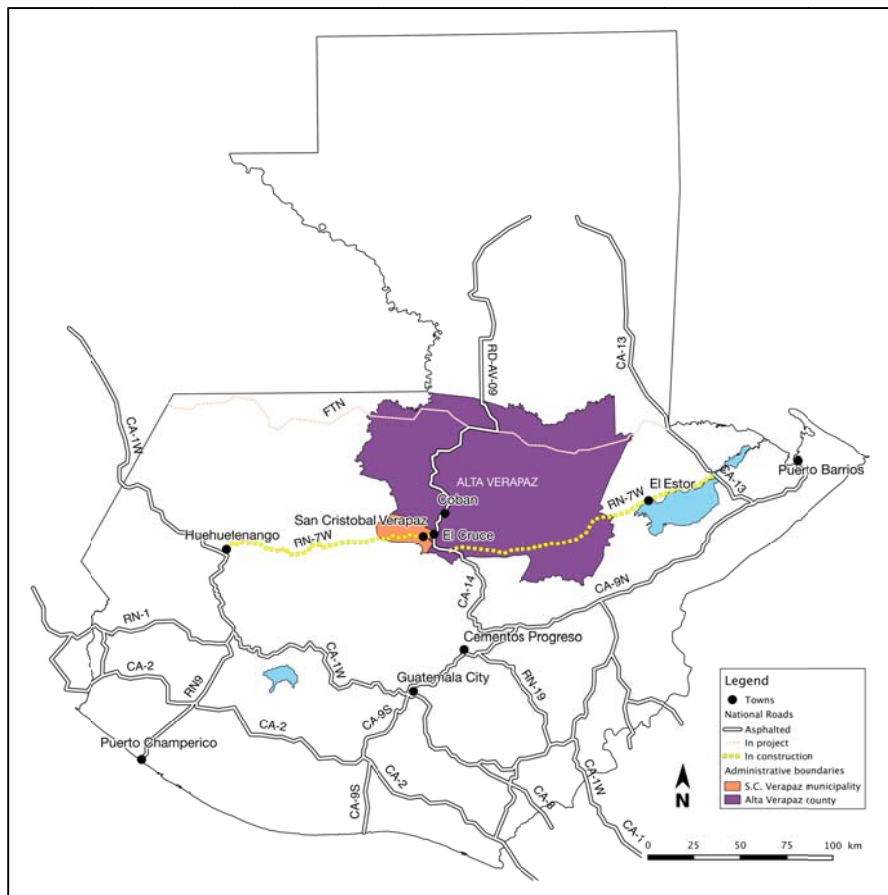 RD-AV-09
CA-13
FTN
CA-1W
ALTA VERAPAZ
Puerto Barrios
El Estor
CA-13
RN-7W
Coban
San Cristobal Verapaz
El Cruce
Huehuetenango
RN-7W
CA-14
CA-9N
RN-1
CA-2
RN9
CA-1W
Cementos Progreso
Guatemala City
RN-19
CA-9S
CA-2
Puerto Champerico
CA-9S
CA-2
CA-8
CA-1W
CA-1
Legend
Towns
National Roads
Asphalted
In project
In construction
Administrative boundaries
S.C. Verapaz municipality
Alta Verapaz county
N
0 25 50 75 100 km